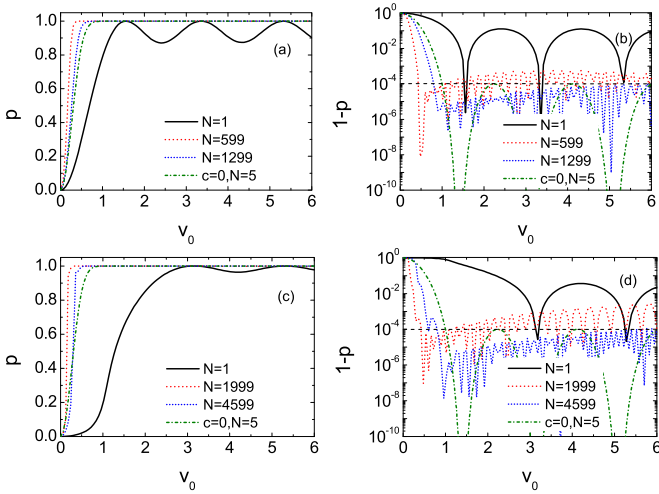 1.0
0.8
0.6
0.4
0.2
0.0
p
0 1 2 3 4 5 6
v0
(a)
N=1
N=599
N=1299
c=0,N=5
10^0
10^-2
10^-4
10^-6
10^-8
10^-10
1-p
0 1 2 3 4 5 6
v0
(b)
N=1
N=599
N=1299
c=0,N=5
1.0
0.8
0.6
0.4
0.2
0.0
p
0 1 2 3 4 5 6
v0
(c)
N=1
N=1999
N=4599
c=0,N=5
10^0
10^-2
10^-4
10^-6
10^-8
10^-10
1-p
0 1 2 3 4 5 6
v0
(d)
N=1
N=1999
N=4599
c=0,N=5